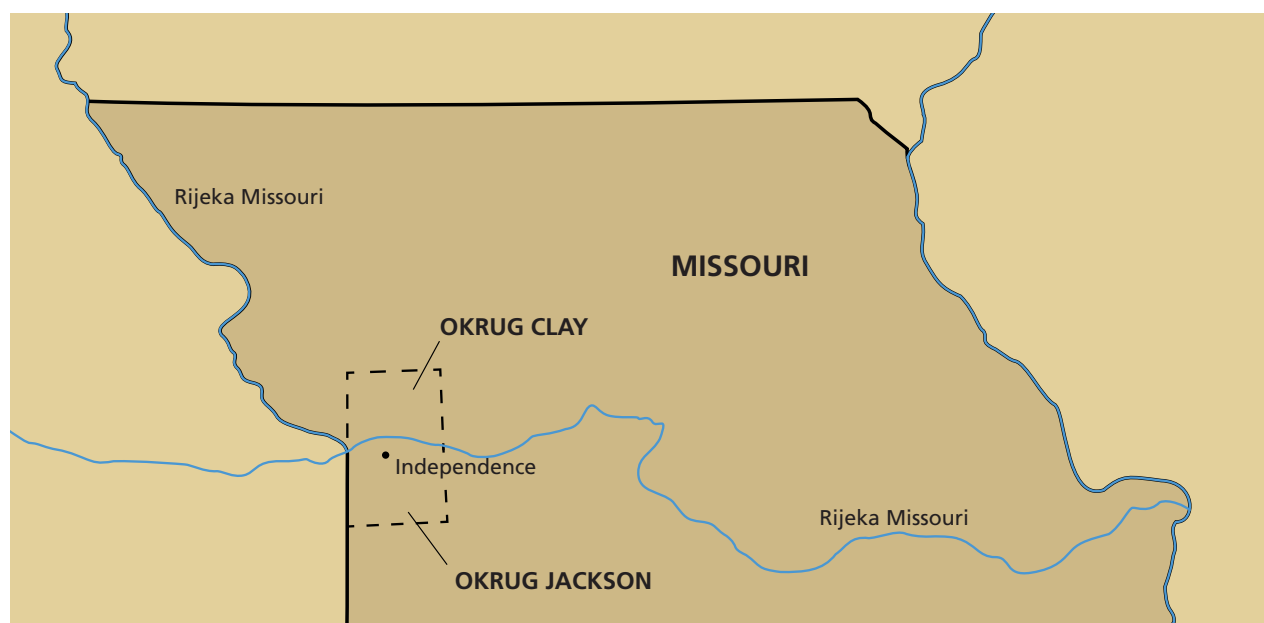 Rijeka Missouri
MISSOURI
OKRUG CLAY
Independence
Rijeka Missouri
OKRUG JACKSON